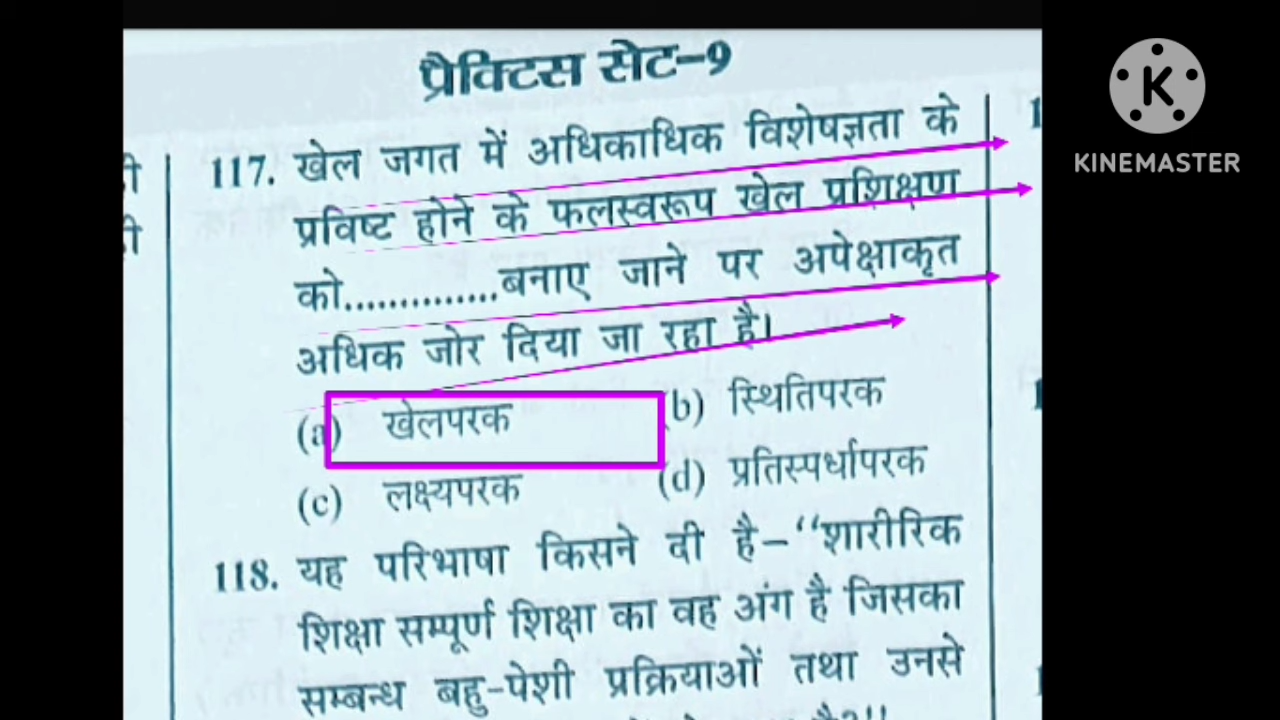 प्रैक्टिस सेट-9
117. खेल जगत में अधिकाधिक विशेषज्ञता के
प्रविष्ट होने के फलस्वरूप खेल प्रशिक्षण
को..............बनाए जाने पर अपेक्षाकृत
अधिक जोर दिया जा रहा है।
(a) खेलपरक (b) स्थितिपरक
(c) लक्ष्यपरक (d) प्रतिस्पर्धापरक
118. यह परिभाषा किसने दी है–‘‘शारीरिक
शिक्षा सम्पूर्ण शिक्षा का वह अंग है जिसका
सम्बन्ध बहु-पेशी प्रक्रियाओं तथा उनसे
KINEMASTER